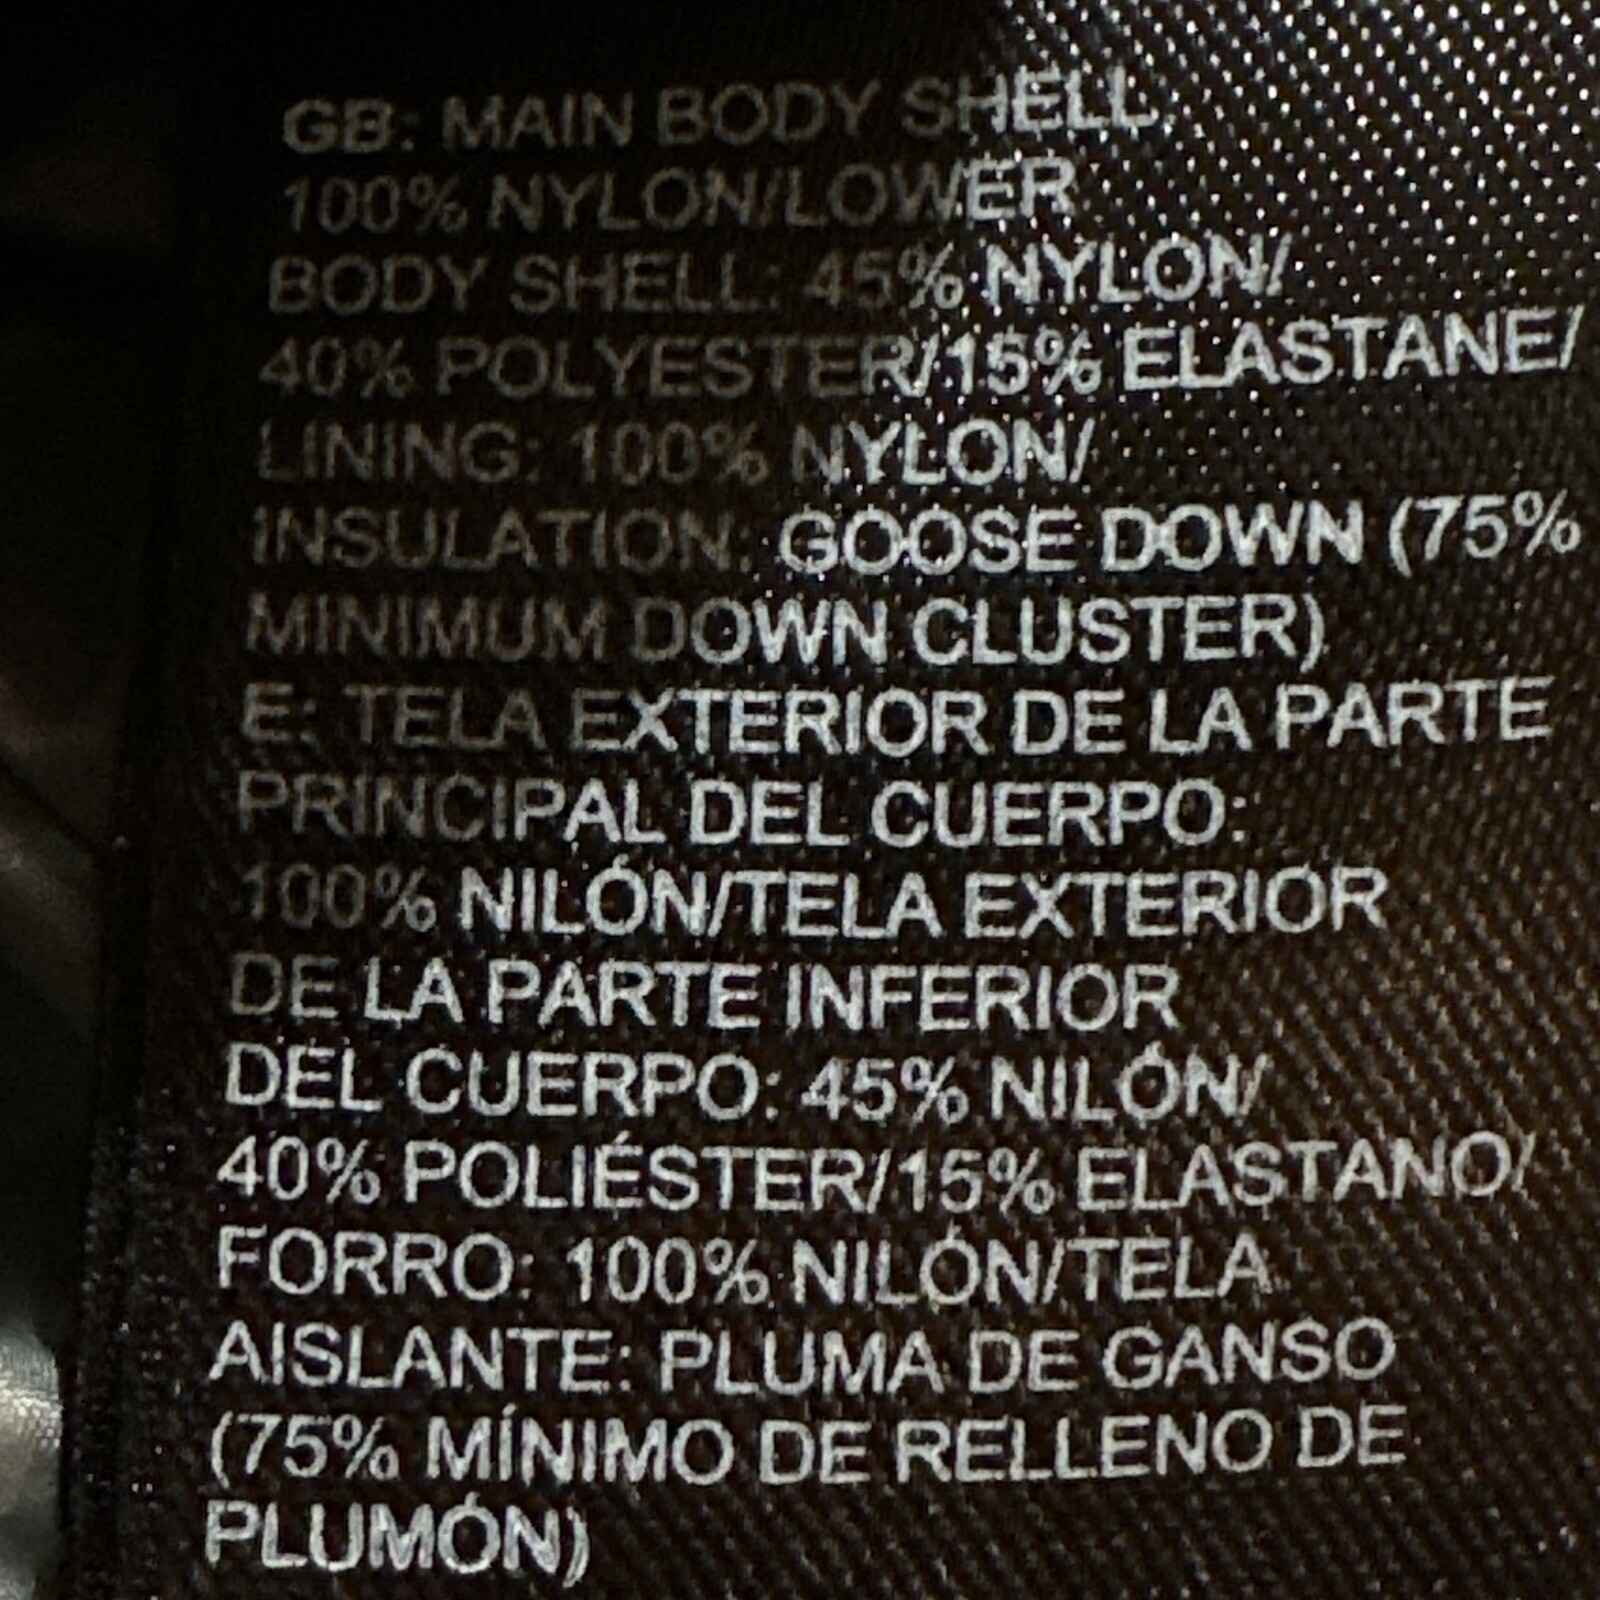 GB: MAIN BODY SHELL
100% NYLON/LOWER
BODY SHELL: 45% NYLON/
40% POLYESTER/15% ELASTANE/
LINING: 100% NYLON/
INSULATION: GOOSE DOWN (75%
MINIMUM DOWN CLUSTER)
E: TELA EXTERIOR DE LA PARTE
PRINCIPAL DEL CUERPO:
100% NILÓN/TELA EXTERIOR
DE LA PARTE INFERIOR
DEL CUERPO: 45% NILÓN/
40% POLIÉSTER/15% ELASTANO/
FORRO: 100% NILÓN/TELA
AISLANTE: PLUMA DE GANSO
(75% MÍNIMO DE RELLENO DE
PLUMÓN)